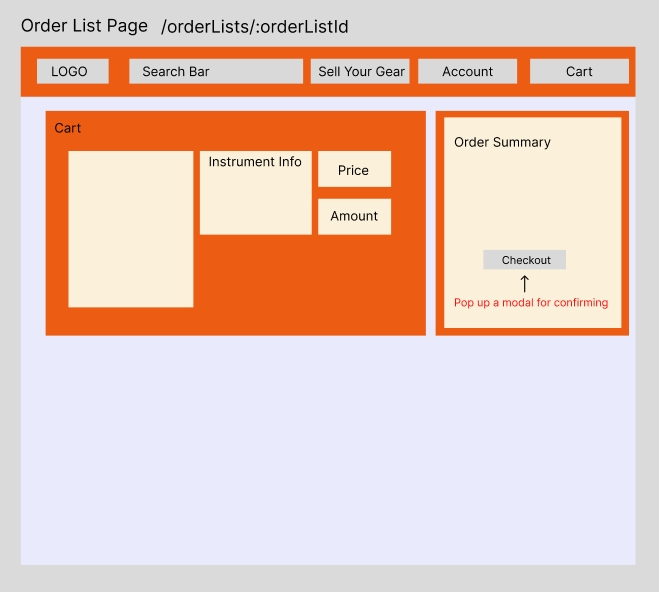 Order List Page /orderLists/:orderListId
LOGO
Search Bar
Sell Your Gear
Account
Cart
Cart
Instrument Info
Price
Amount
Order Summary
Checkout
↑
Pop up a modal for confirming